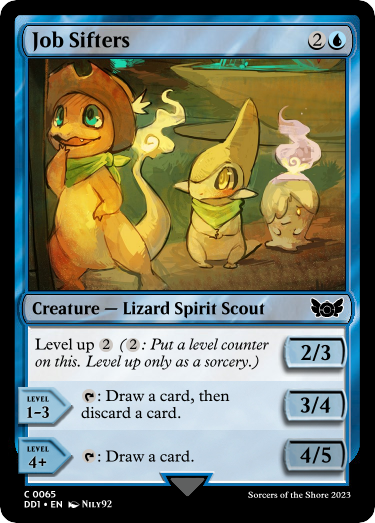 Job Sifters 2
Creature — Lizard Spirit Scout
Level up 2 (2: Put a level counter
on this. Level up only as a sorcery.)
2/3
LEVEL
1-3
: Draw a card, then
discard a card.
3/4
LEVEL
4+
: Draw a card.
4/5
C 0065
DD1 • EN Nily92
Sorcers of the Shore 2023